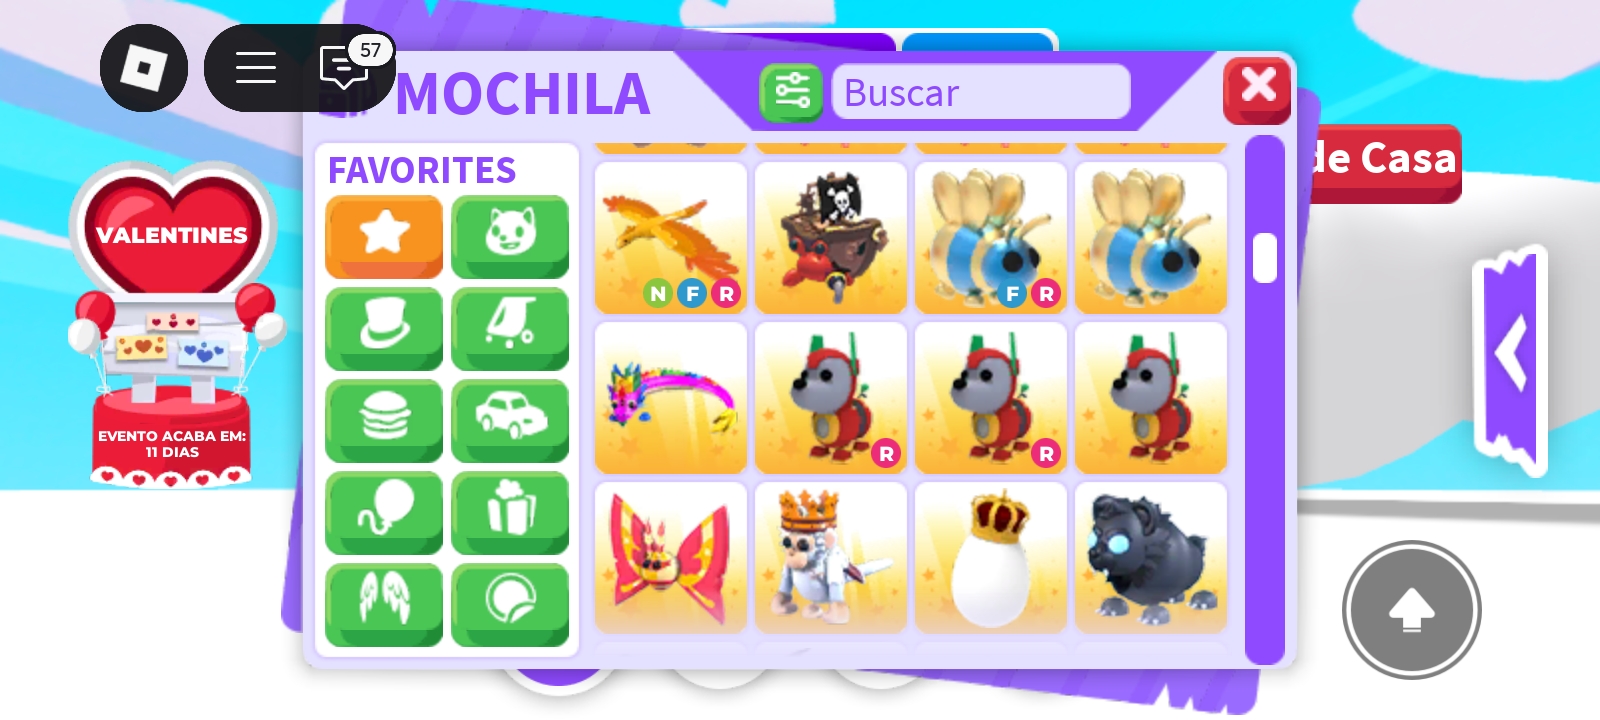 57
MOCHILA
Buscar
FAVORITES
de Casa
VALENTINES
N F R
F R
R
R
EVENTO ACABA EM:
11 DIAS